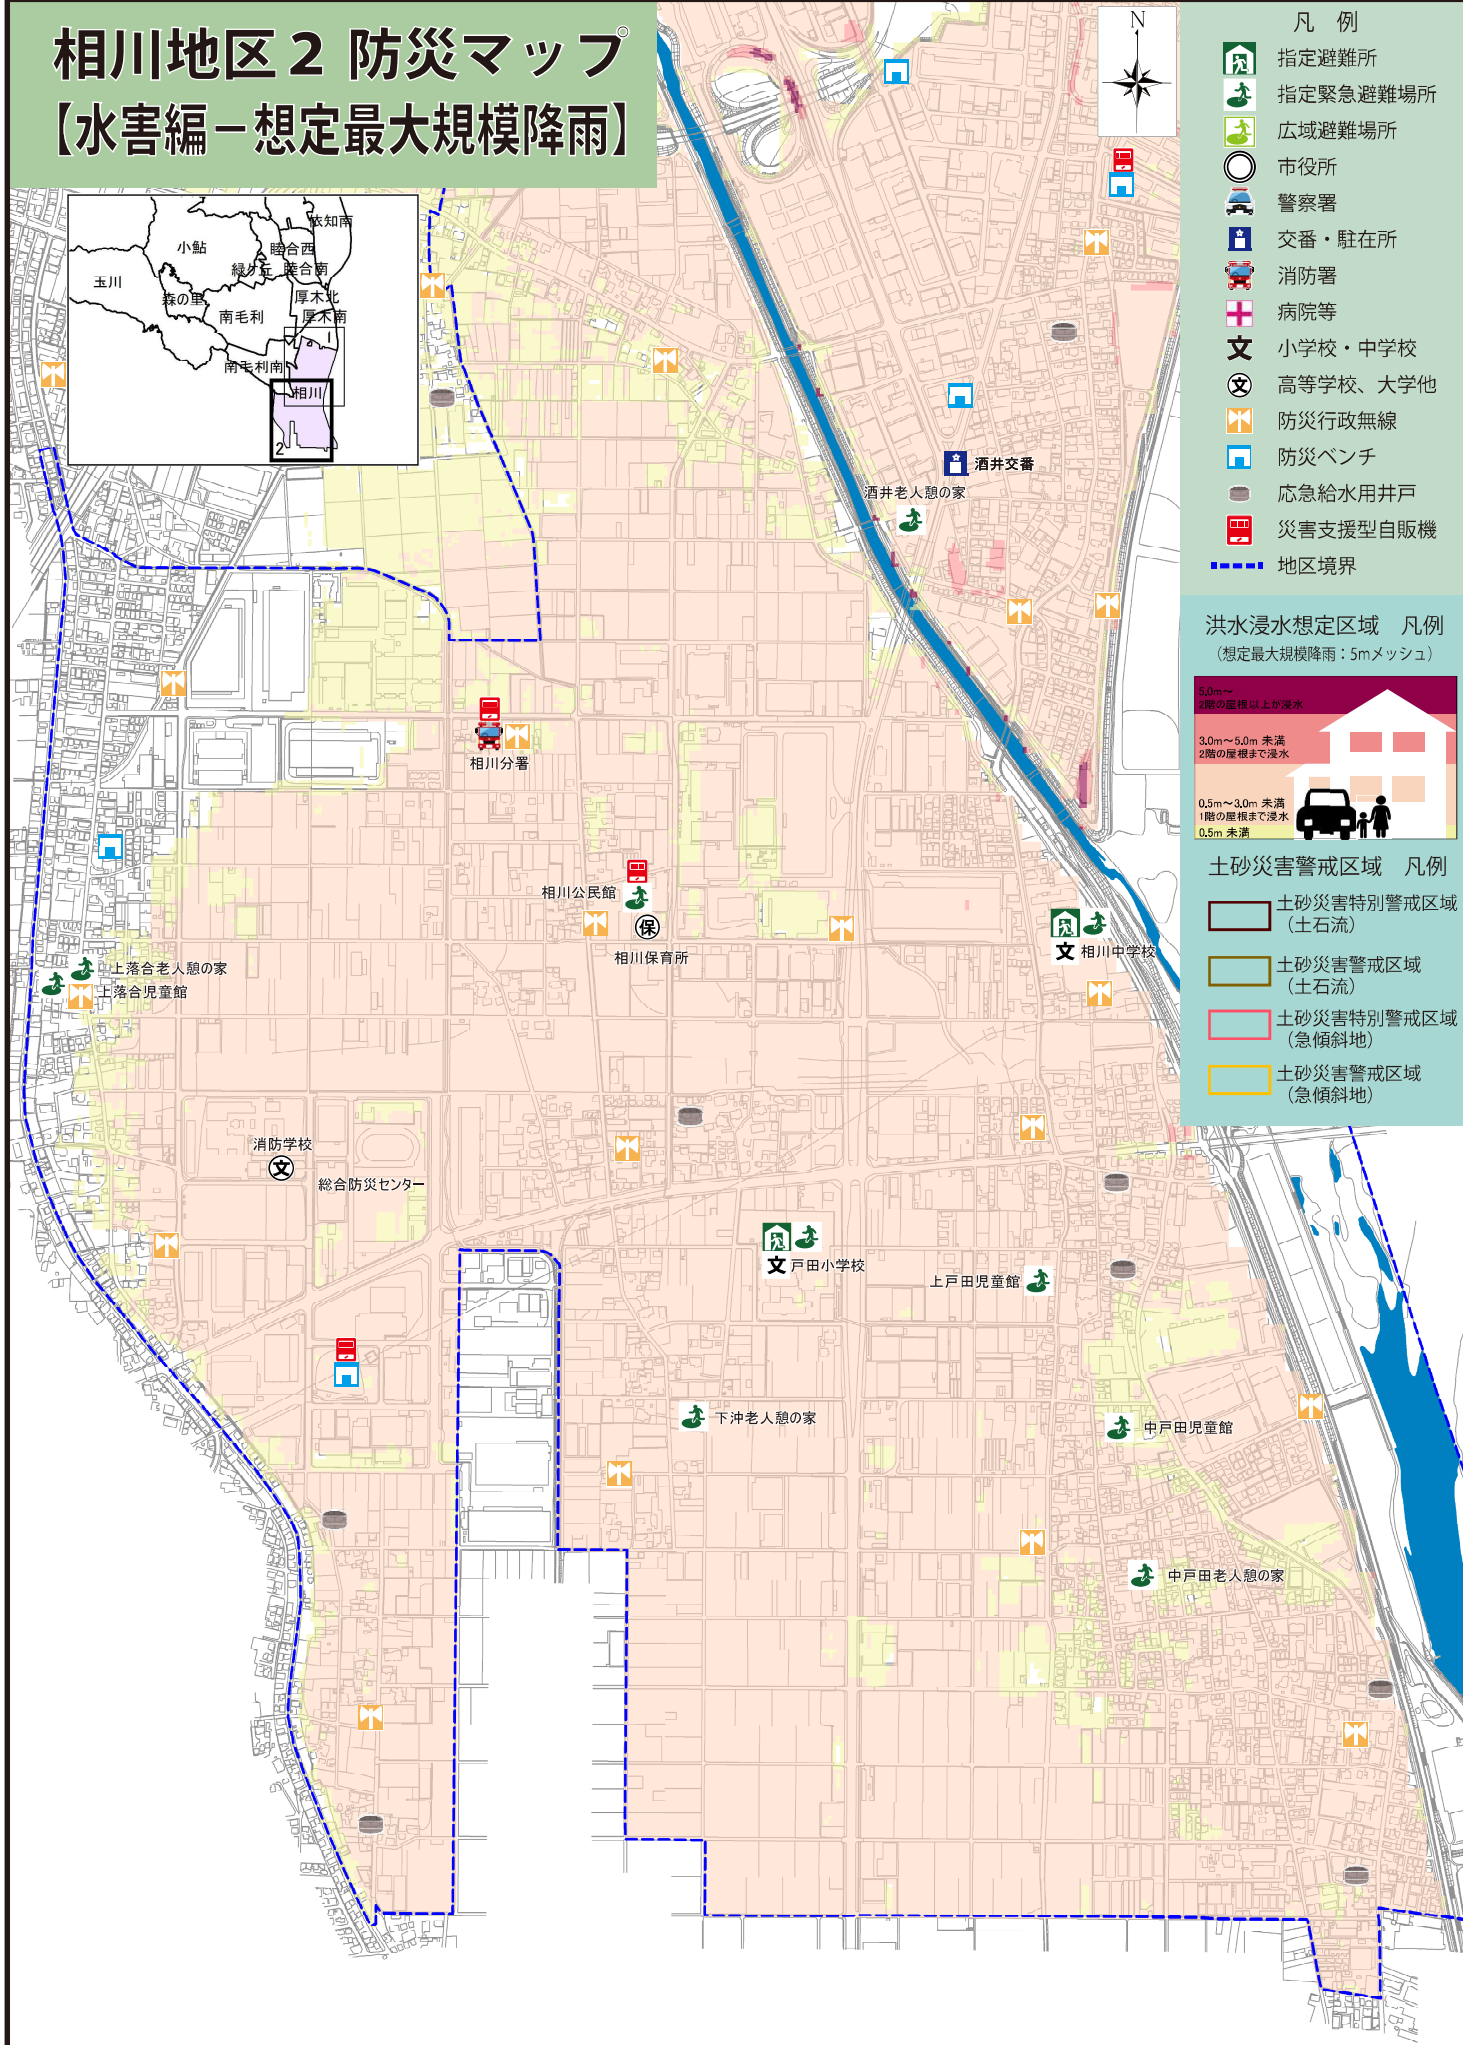 相川地区２ 防災マップ
【水害編－想定最大規模降雨】
N
依知南
小鮎
睦合西
緑ケ丘
睦合南
玉川
森の里
厚木北
南毛利
厚木南
1
南毛利南
相川
2
酒井交番
酒井老人憩の家
相川分署
相川公民館
保
相川保育所
文 相川中学校
上落合老人憩の家
上落合児童館
消防学校
文
総合防災センター
文 戸田小学校
上戸田児童館
下沖老人憩の家
中戸田児童館
中戸田老人憩の家
凡　例
指定避難所
指定緊急避難場所
広域避難場所
市役所
警察署
交番・駐在所
消防署
病院等
文 小学校・中学校
文 高等学校、大学他
防災行政無線
防災ベンチ
応急給水用井戸
災害支援型自販機
地区境界
洪水浸水想定区域　凡例
（想定最大規模降雨：5mメッシュ）
5.0m～
2階の屋根以上が浸水
3.0m～5.0m 未満
2階の屋根まで浸水
0.5m～3.0m 未満
1階の屋根まで浸水
0.5m 未満
土砂災害警戒区域　凡例
土砂災害特別警戒区域
（土石流）
土砂災害警戒区域
（土石流）
土砂災害特別警戒区域
（急傾斜地）
土砂災害警戒区域
（急傾斜地）